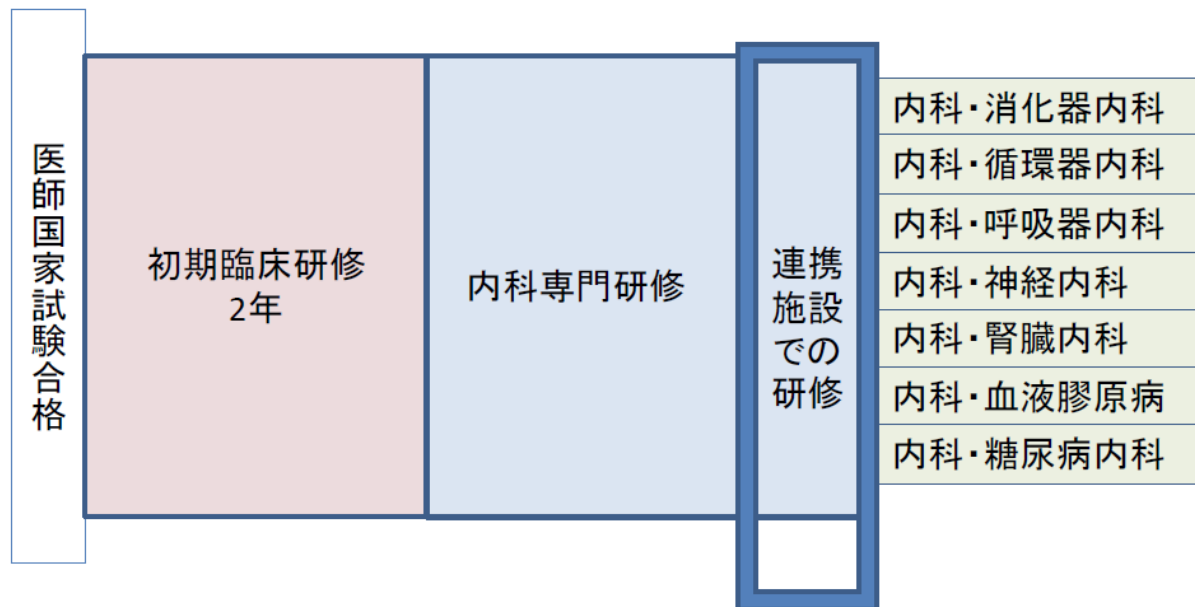 医師国家試験合格
初期臨床研修
2年
内科専門研修
連携
施設
での
研修
内科・消化器内科
内科・循環器内科
内科・呼吸器内科
内科・神経内科
内科・腎臓内科
内科・血液膠原病
内科・糖尿病内科